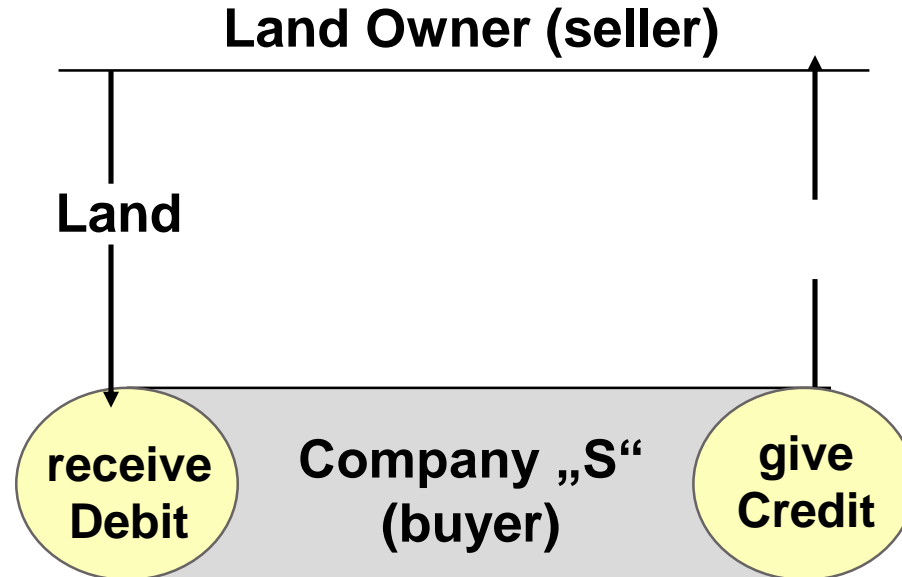 Land Owner (seller)
Land
receive
Debit
Company „S“
(buyer)
give
Credit